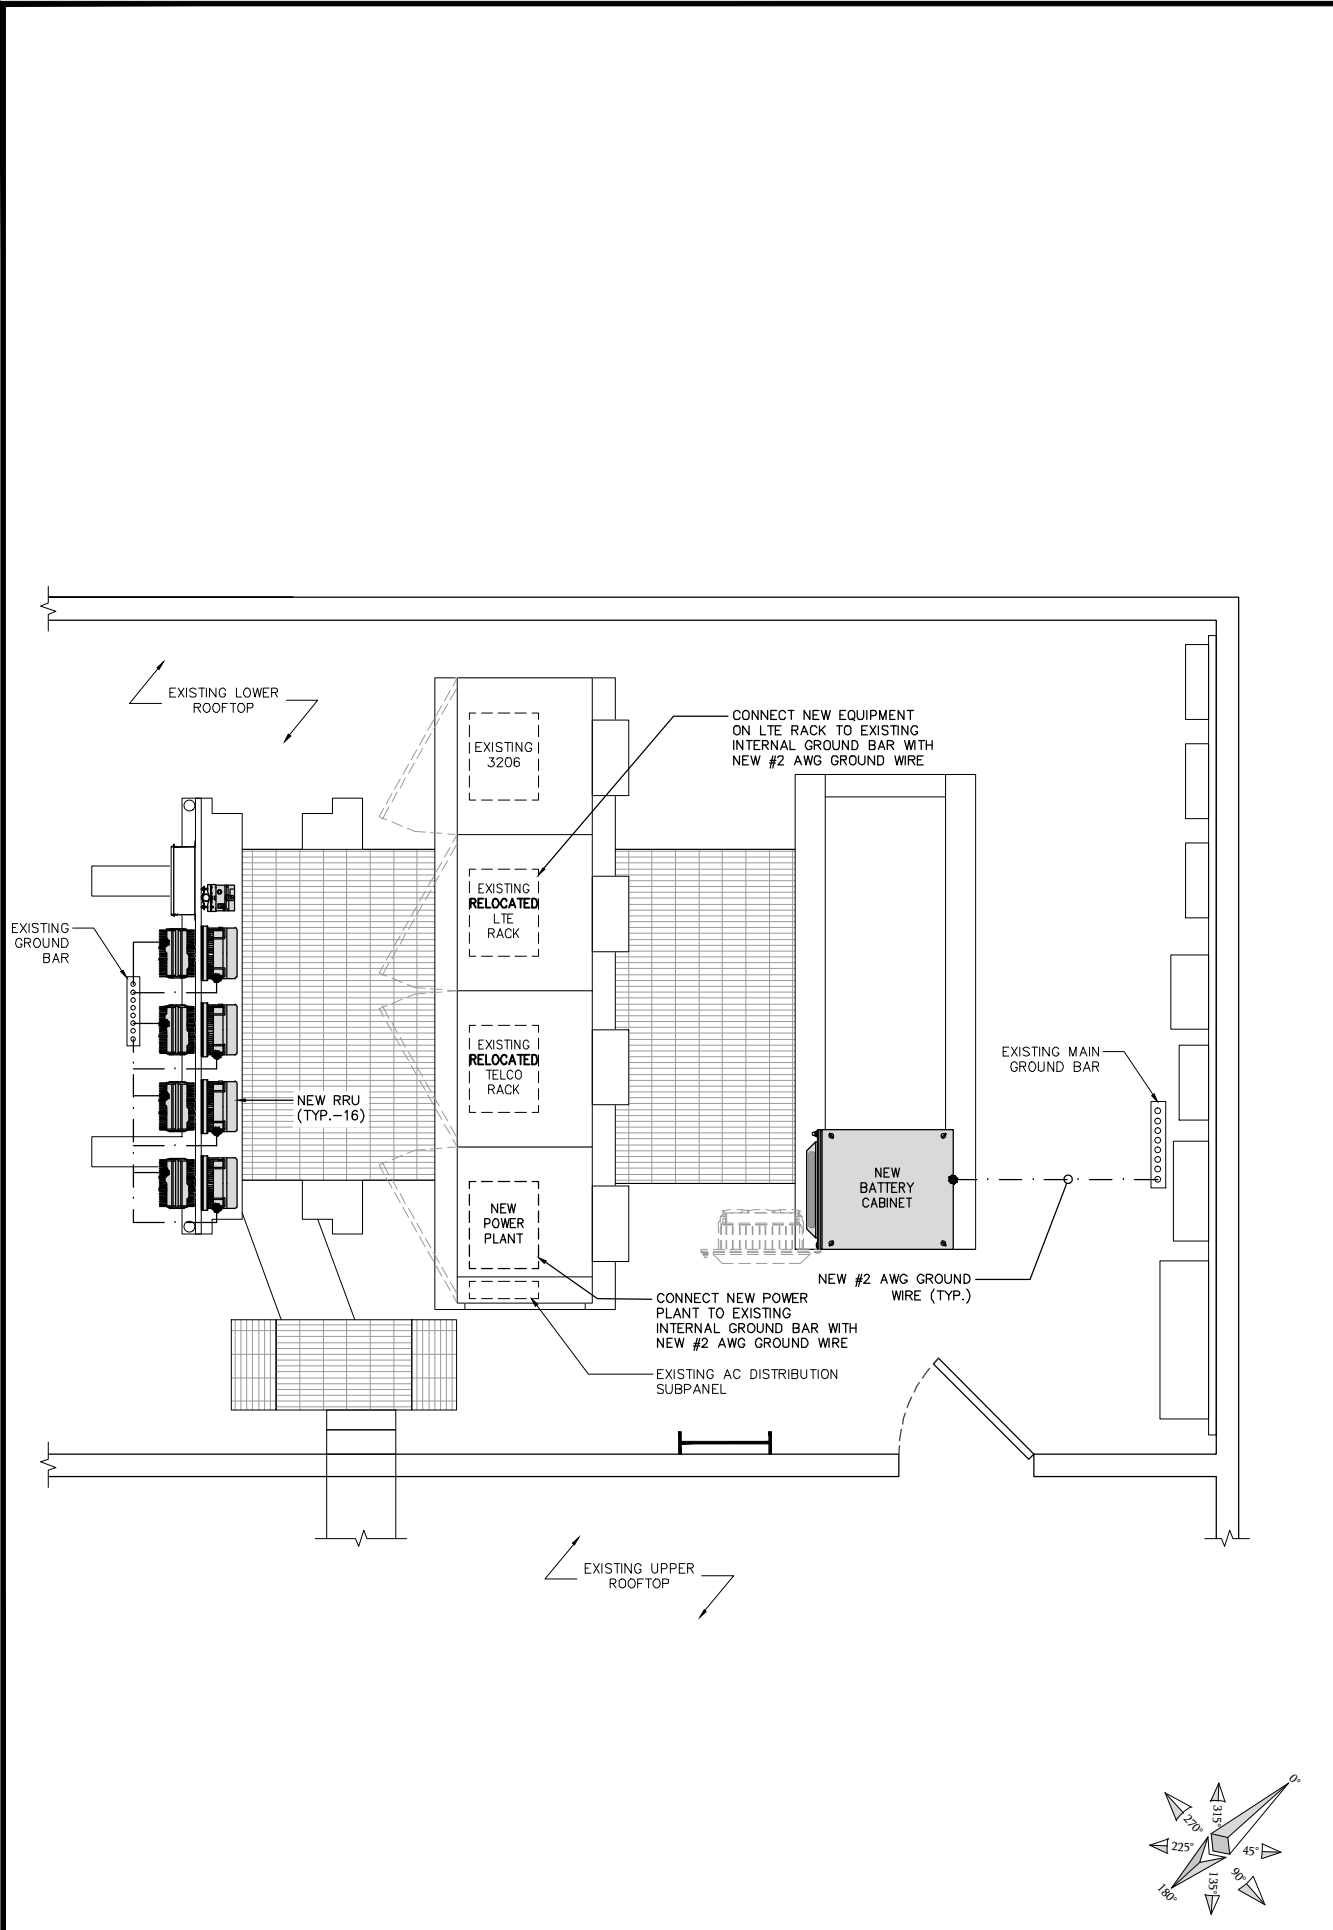 EXISTING LOWER
ROOFTOP
EXISTING
3206
CONNECT NEW EQUIPMENT
ON LTE RACK TO EXISTING
INTERNAL GROUND BAR WITH
NEW #2 AWG GROUND WIRE
EXISTING
RELOCATED
LTE
RACK
EXISTING
GROUND
BAR
EXISTING
RELOCATED
TELCO
RACK
EXISTING MAIN
GROUND BAR
NEW RRU
(TYP.-16)
NEW
BATTERY
CABINET
NEW
POWER
PLANT
NEW #2 AWG GROUND
WIRE (TYP.)
CONNECT NEW POWER
PLANT TO EXISTING
INTERNAL GROUND BAR WITH
NEW #2 AWG GROUND WIRE
EXISTING AC DISTRIBUTION
SUBPANEL
EXISTING UPPER
ROOFTOP
0°
315°
270°
225°
45°
90°
135°
180°